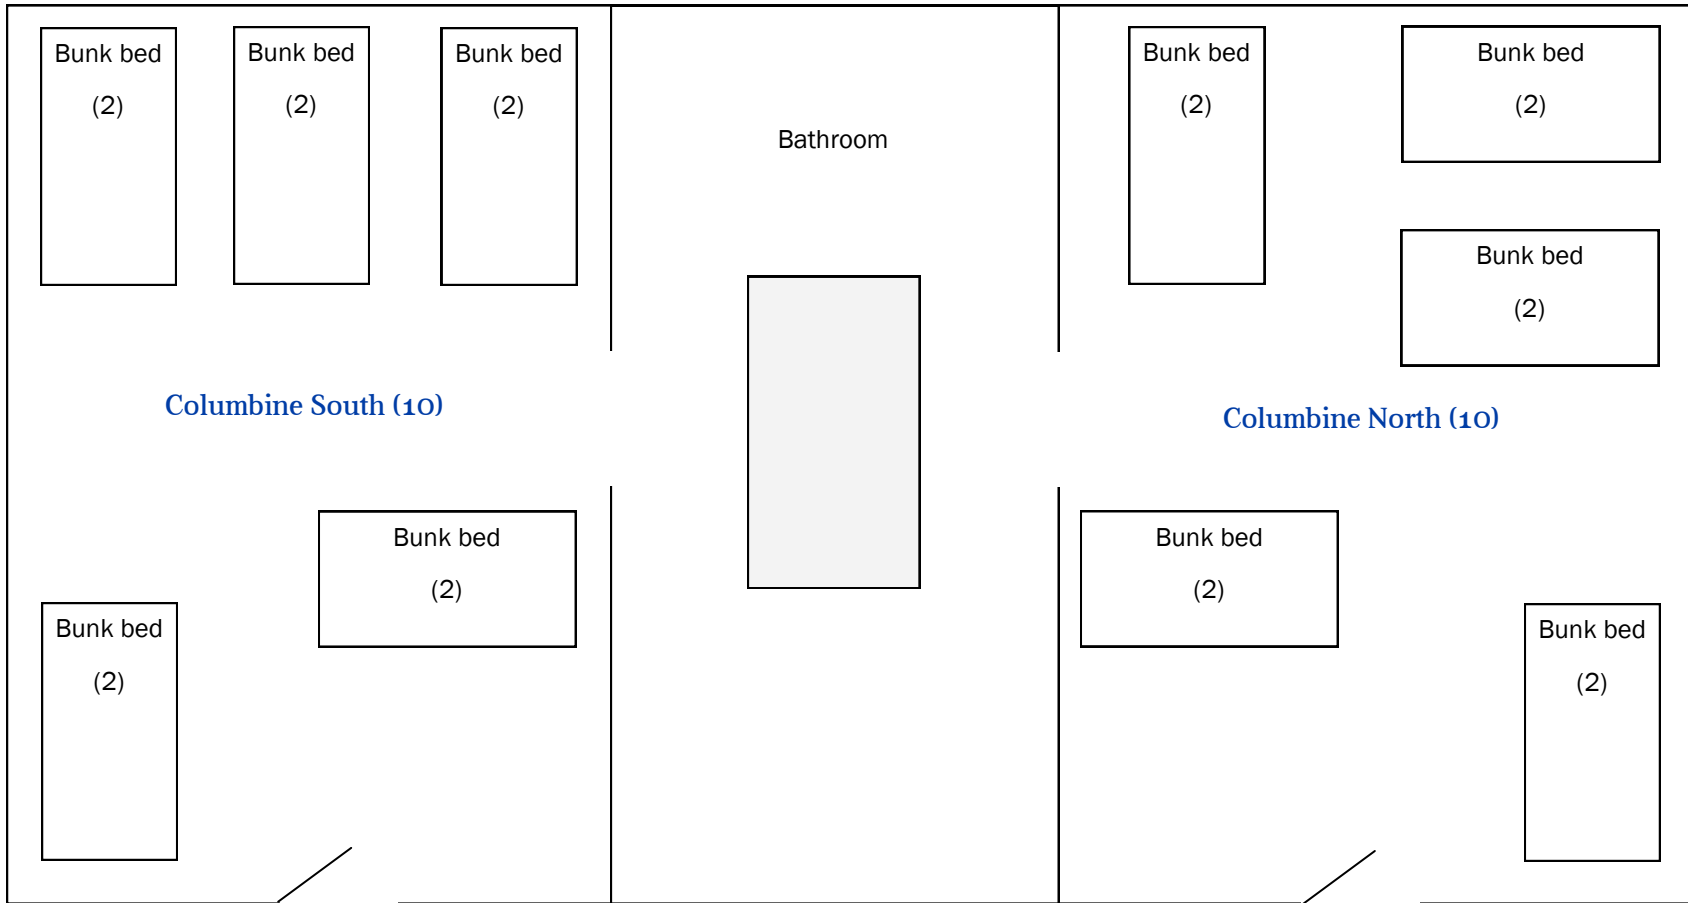 Bunk bed
(2)
Bunk bed
(2)
Bunk bed
(2)
Bathroom
Bunk bed
(2)
Bunk bed
(2)
Bunk bed
(2)
Columbine South (10)
Columbine North (10)
Bunk bed
(2)
Bunk bed
(2)
Bunk bed
(2)
Bunk bed
(2)